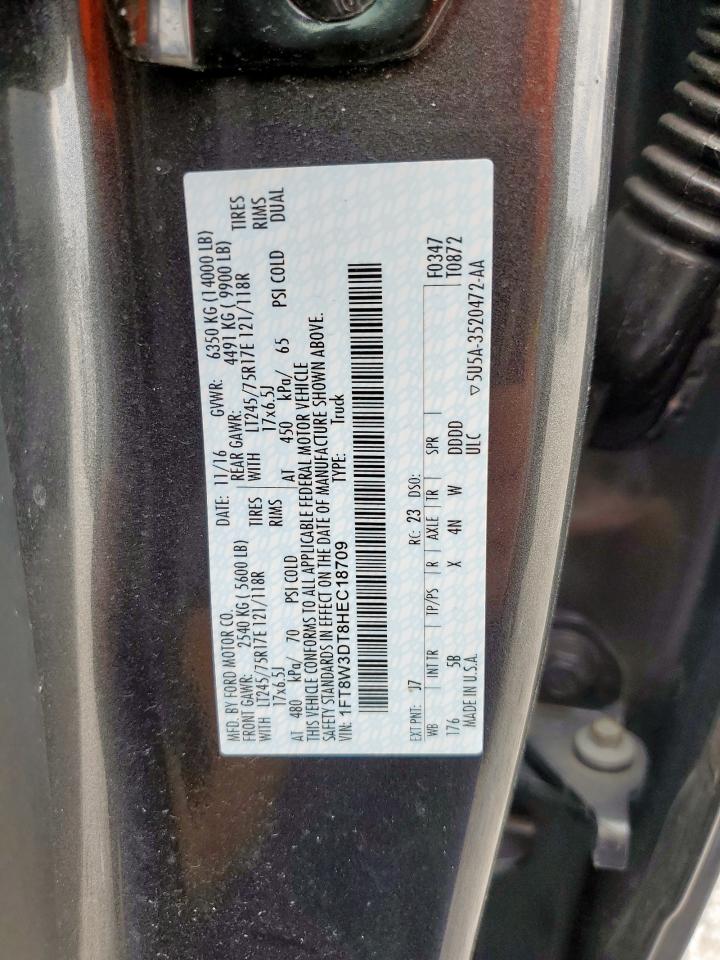 MFD. BY FORD MOTOR CO.
DATE: 11/16 GVWR: 6350 KG (14000 LB)
FRONT GAWR: 2540 KG ( 5600 LB)
REAR GAWR: 4491 KG ( 9900 LB)
WITH LT245/75R17E 121/118R TIRES
WITH LT245/75R17E 121/118R TIRES
17x6.5J RIMS
17x6.5J RIMS
AT 480 kPa/ 70 PSI COLD
AT 450 kPa/ 65 PSI COLD DUAL
THIS VEHICLE CONFORMS TO ALL APPLICABLE FEDERAL MOTOR VEHICLE
SAFETY STANDARDS IN EFFECT ON THE DATE OF MANUFACTURE SHOWN ABOVE.
VIN: 1FT8W3DT8HEC18709 TYPE: Truck
EXT PNT: J7 RC: 23 DSO: F0347
WB INT TR TP/PS R AXLE TR SPR T0872
176 5B X 4N W DDDD
MADE IN U.S.A. ULC
▽5U5A-3520472-AA